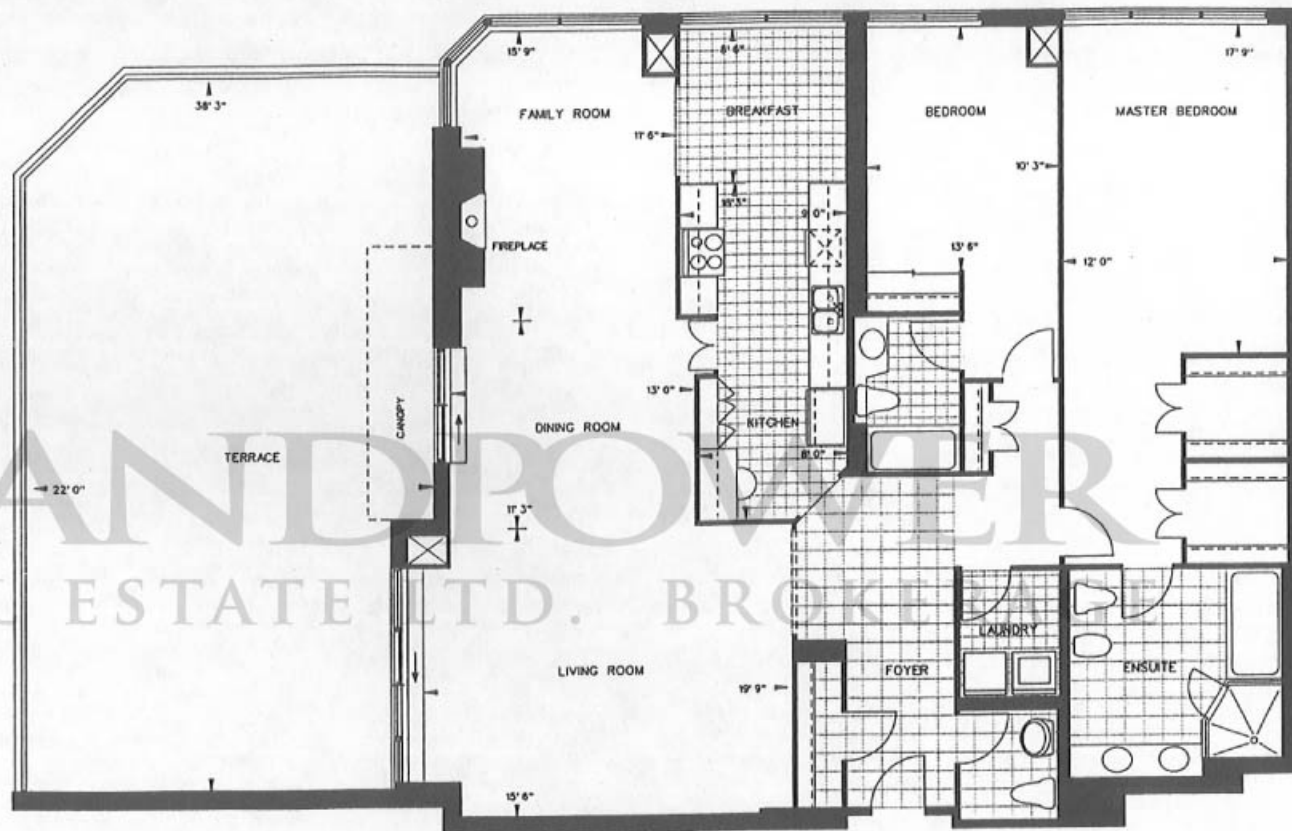 15' 9"
8' 6"
17' 9"
38' 3"
FAMILY ROOM
BREAKFAST
BEDROOM
MASTER BEDROOM
11' 6"
10' 3"
9' 0"
FIREPLACE
13' 6"
12' 0"
13' 0"
CANOPY
DINING ROOM
KITCHEN
TERRACE
8' 0"
22' 0"
11' 3"
ANDPOWER
E ESTATE LTD. BROKERAGE
LAUNDRY
LIVING ROOM
FOYER
ENSUITE
19' 9"
15' 6"